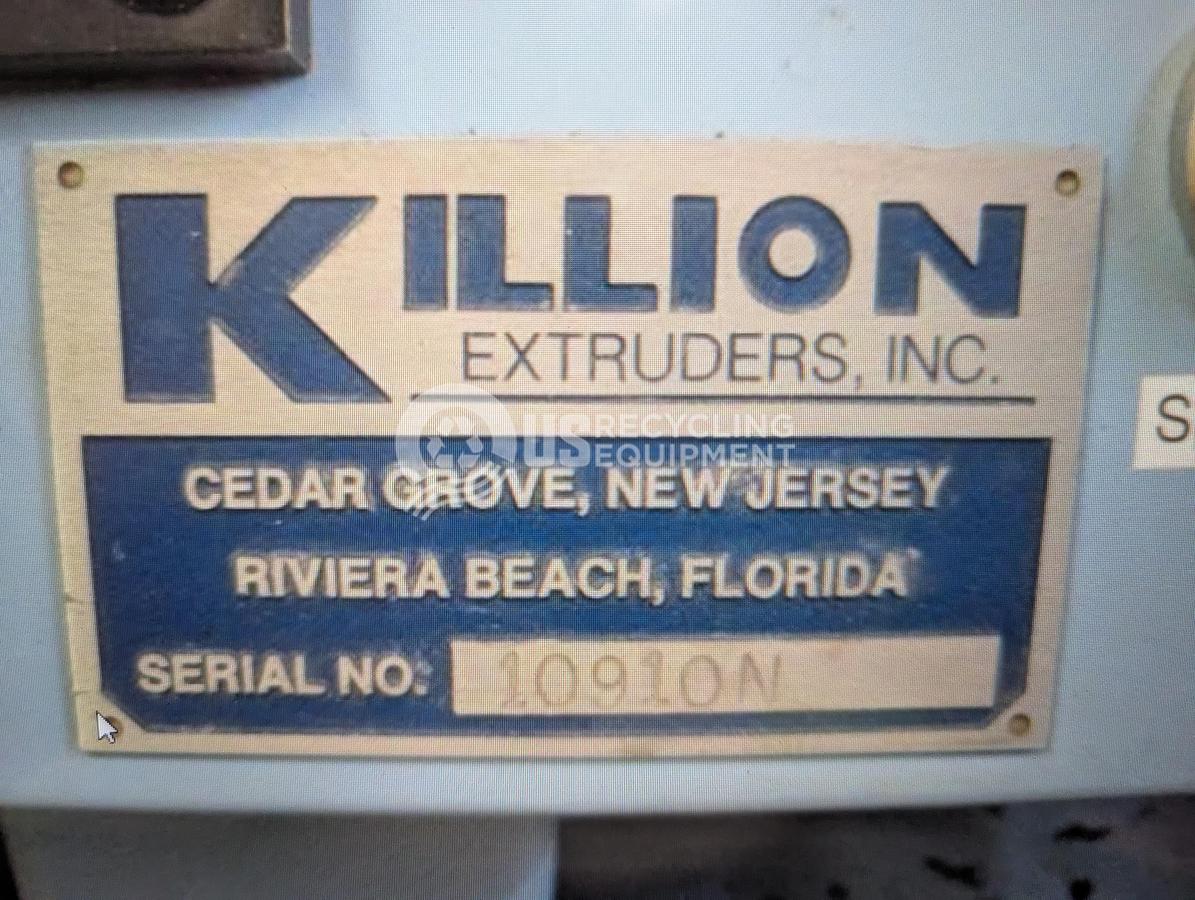 KILLION
EXTRUDERS, INC.
US RECYCLING
EQUIPMENT
CEDAR GROVE, NEW JERSEY
RIVIERA BEACH, FLORIDA
SERIAL NO. 10910N
S